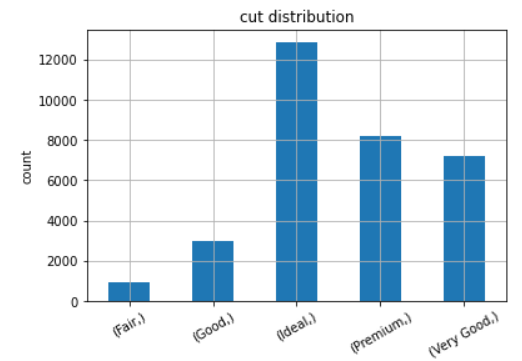 cut distribution
count
12000
10000
8000
6000
4000
2000
0
(Fair,)
(Good,)
(Ideal,)
(Premium,)
(Very Good,)